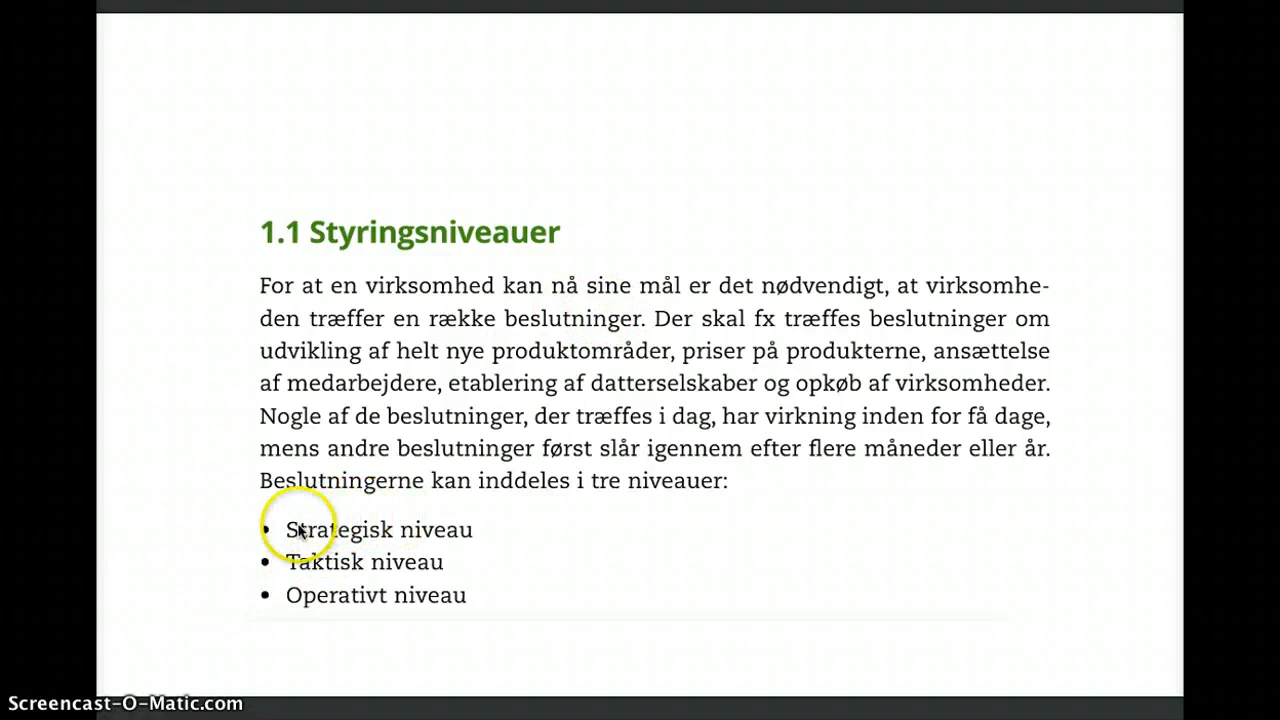 1.1 Styringsniveauer
For at en virksomhed kan nå sine mål er det nødvendigt, at virksomhe-
den træffer en række beslutninger. Der skal fx træffes beslutninger om
udvikling af helt nye produktområder, priser på produkterne, ansættelse
af medarbejdere, etablering af datterselskaber og opkøb af virksomheder.
Nogle af de beslutninger, der træffes i dag, har virkning inden for få dage,
mens andre beslutninger først slår igennem efter flere måneder eller år.
Beslutningerne kan inddeles i tre niveauer:
• Strategisk niveau
• Taktisk niveau
• Operativt niveau
Screencast-O-Matic.com